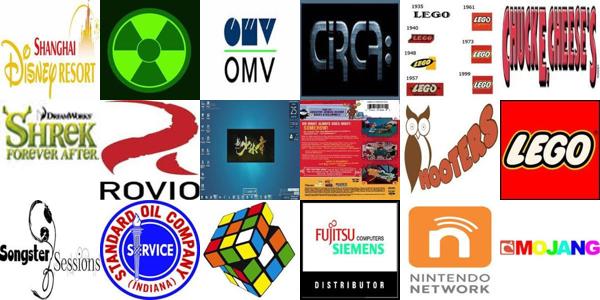 SHANGHAI
Disney RESORT
OMV
OMV
CIRCA:
1935
LEGO
1940
LEGO
1948
LEGO
1957
LEGO
1961
LEGO
1973
LEGO
1999
LEGO
CHUCK E. CHEESE'S
DREAMWORKS
SHREK
FOREVER AFTER
ROVIO
HOOTERS
LEGO
Songster
Sessions
STANDARD OIL COMPANY
SERVICE
(INDIANA)
FUJITSU COMPUTERS
SIEMENS
DISTRIBUTOR
NINTENDO
NETWORK
MOJANG